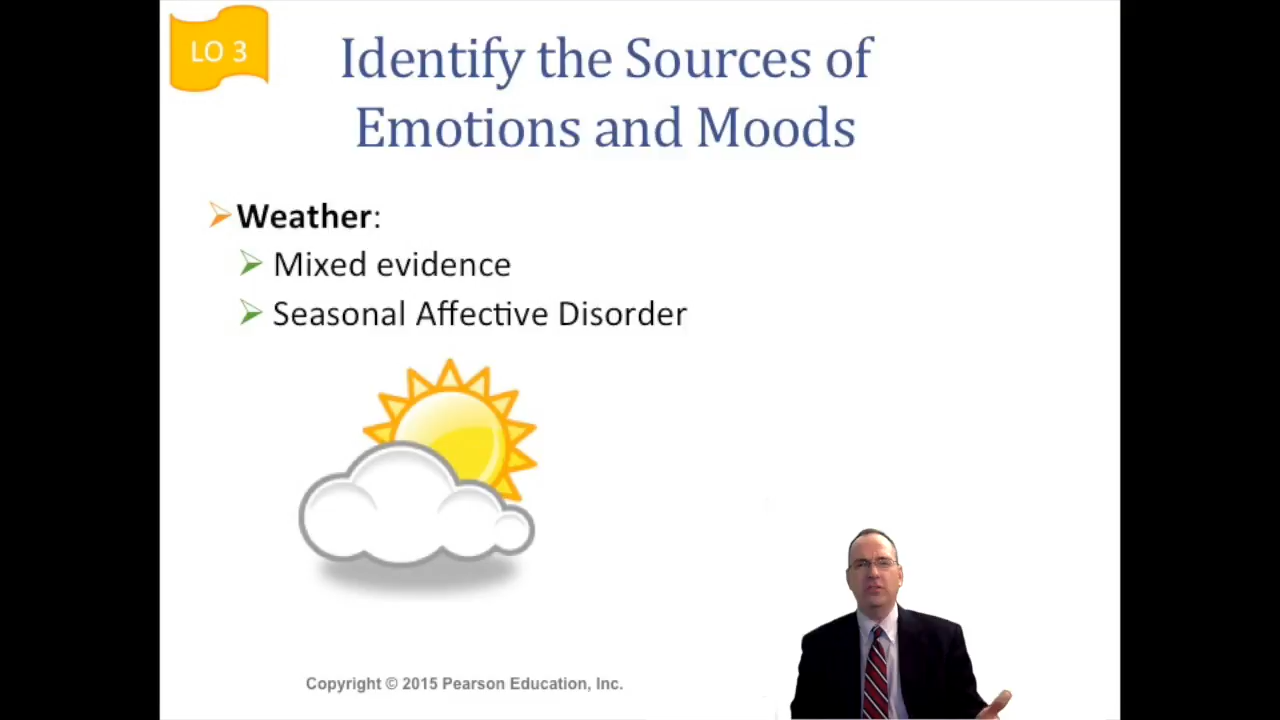 LO 3
Identify the Sources of
Emotions and Moods
Weather:
Mixed evidence
Seasonal Affective Disorder
Copyright © 2015 Pearson Education, Inc.